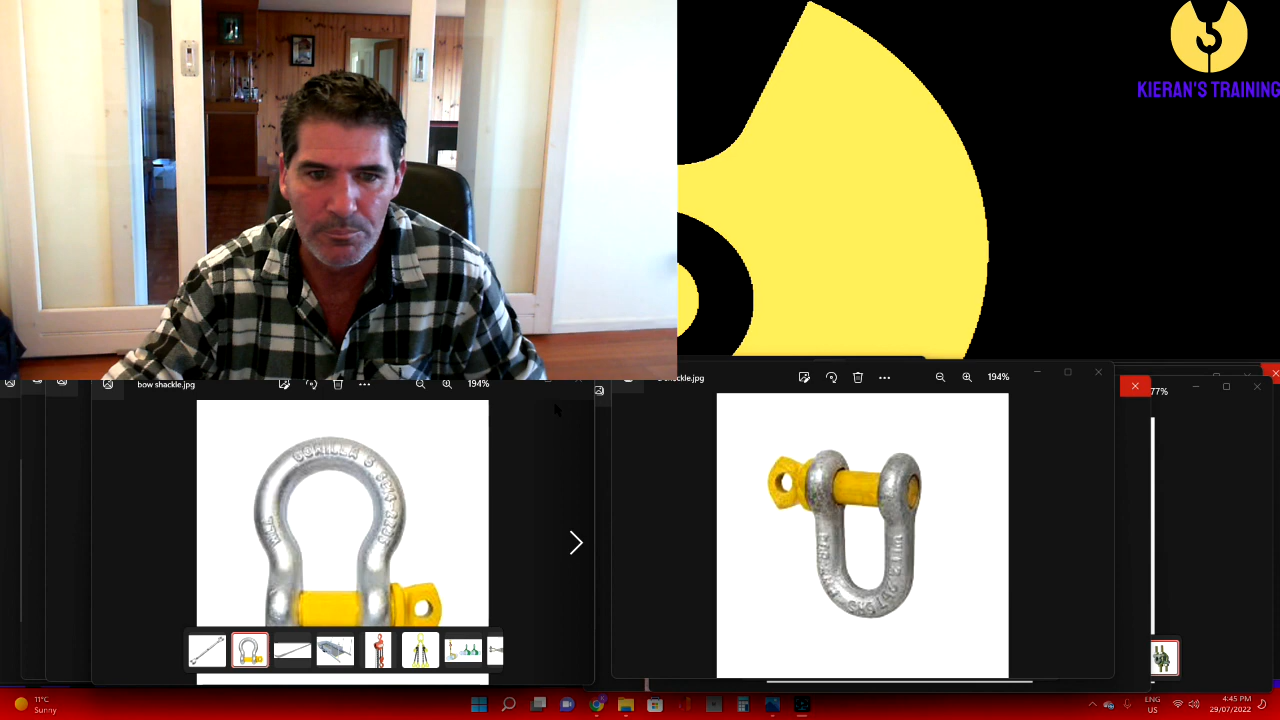 KIERAN'S TRAINING
bow shackle.jpg
194%
shackle.jpg
194%
77%
GORILLA
11°C
Sunny
ENG
US
4:45 PM
29/07/2022